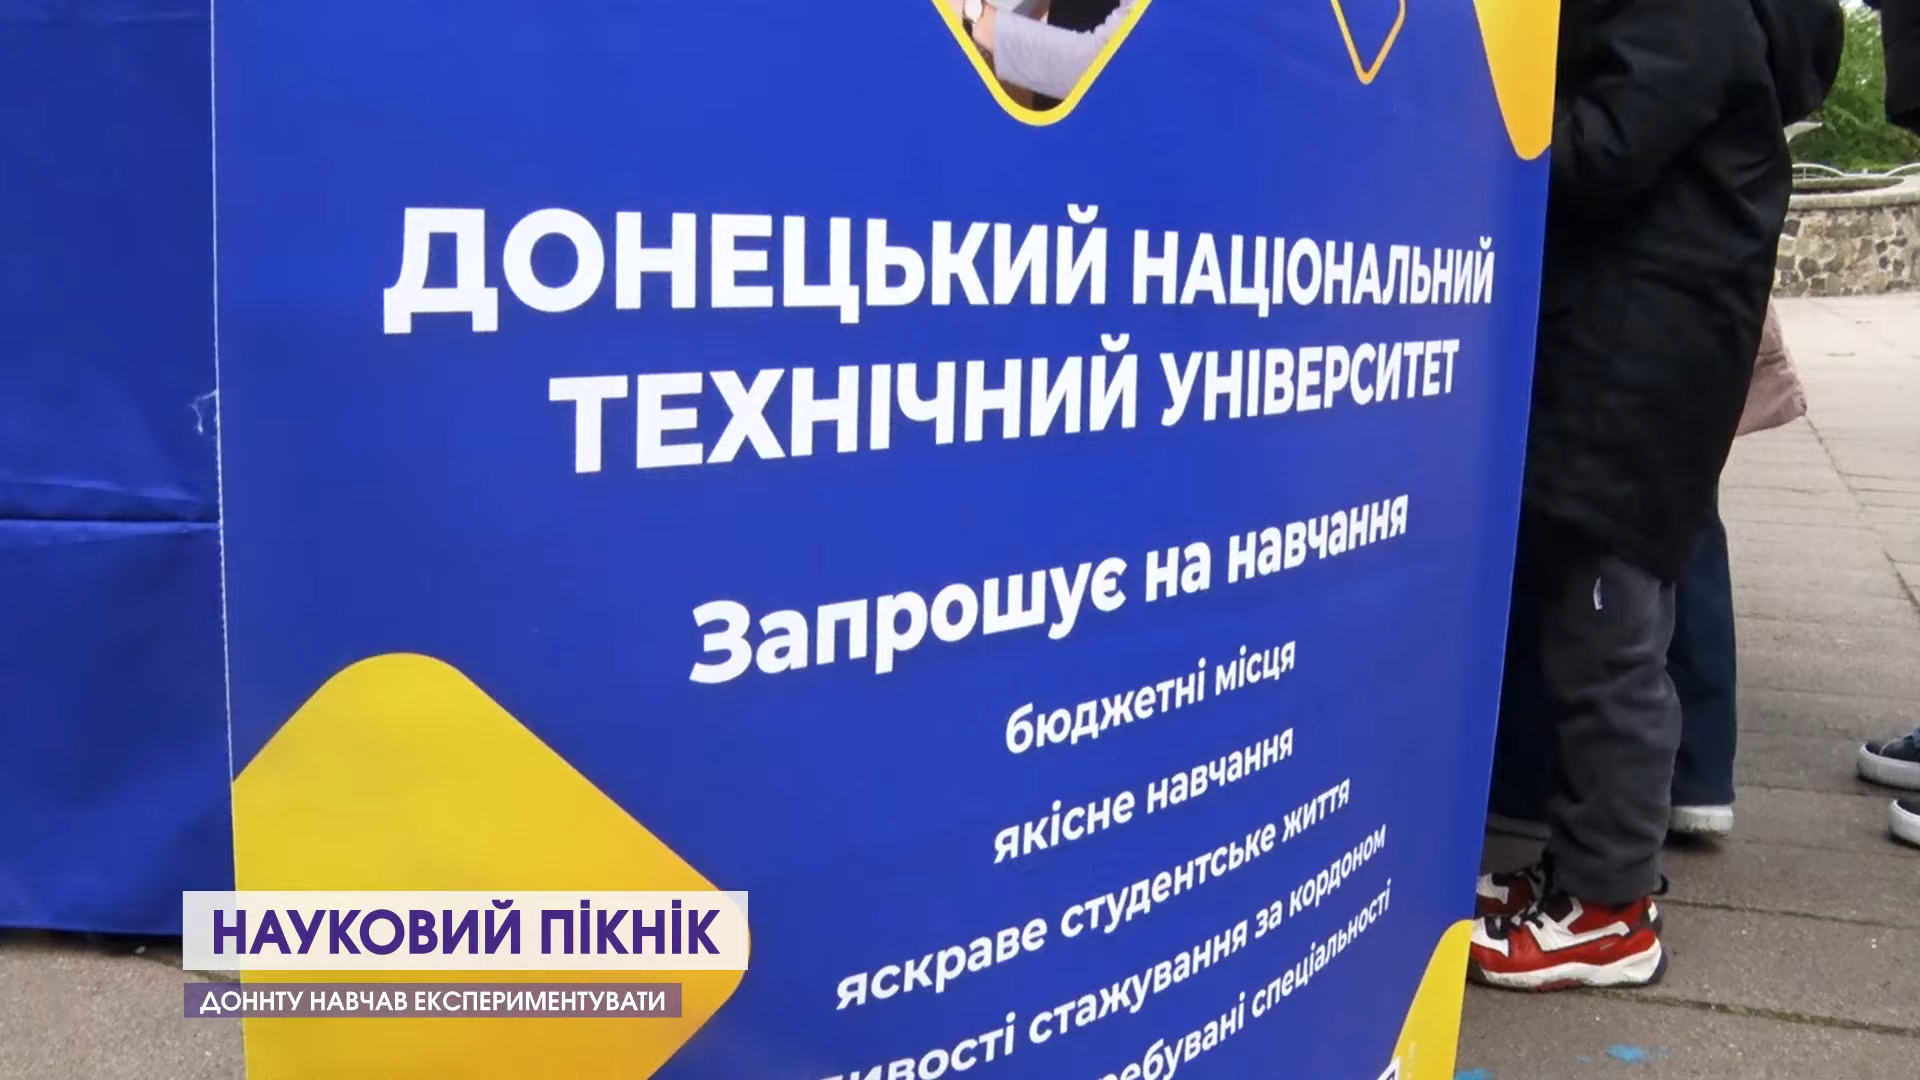 ДОНЕЦЬКИЙ НАЦІОНАЛЬНИЙ
ТЕХНІЧНИЙ УНІВЕРСИТЕТ
Запрошує на навчання
бюджетні місця
якісне навчання
яскраве студентське життя
стажування за кордоном
спеціальності
НАУКОВИЙ ПІКНІК
ДОННТУ НАВЧАВ ЕКСПЕРИМЕНТУВАТИ